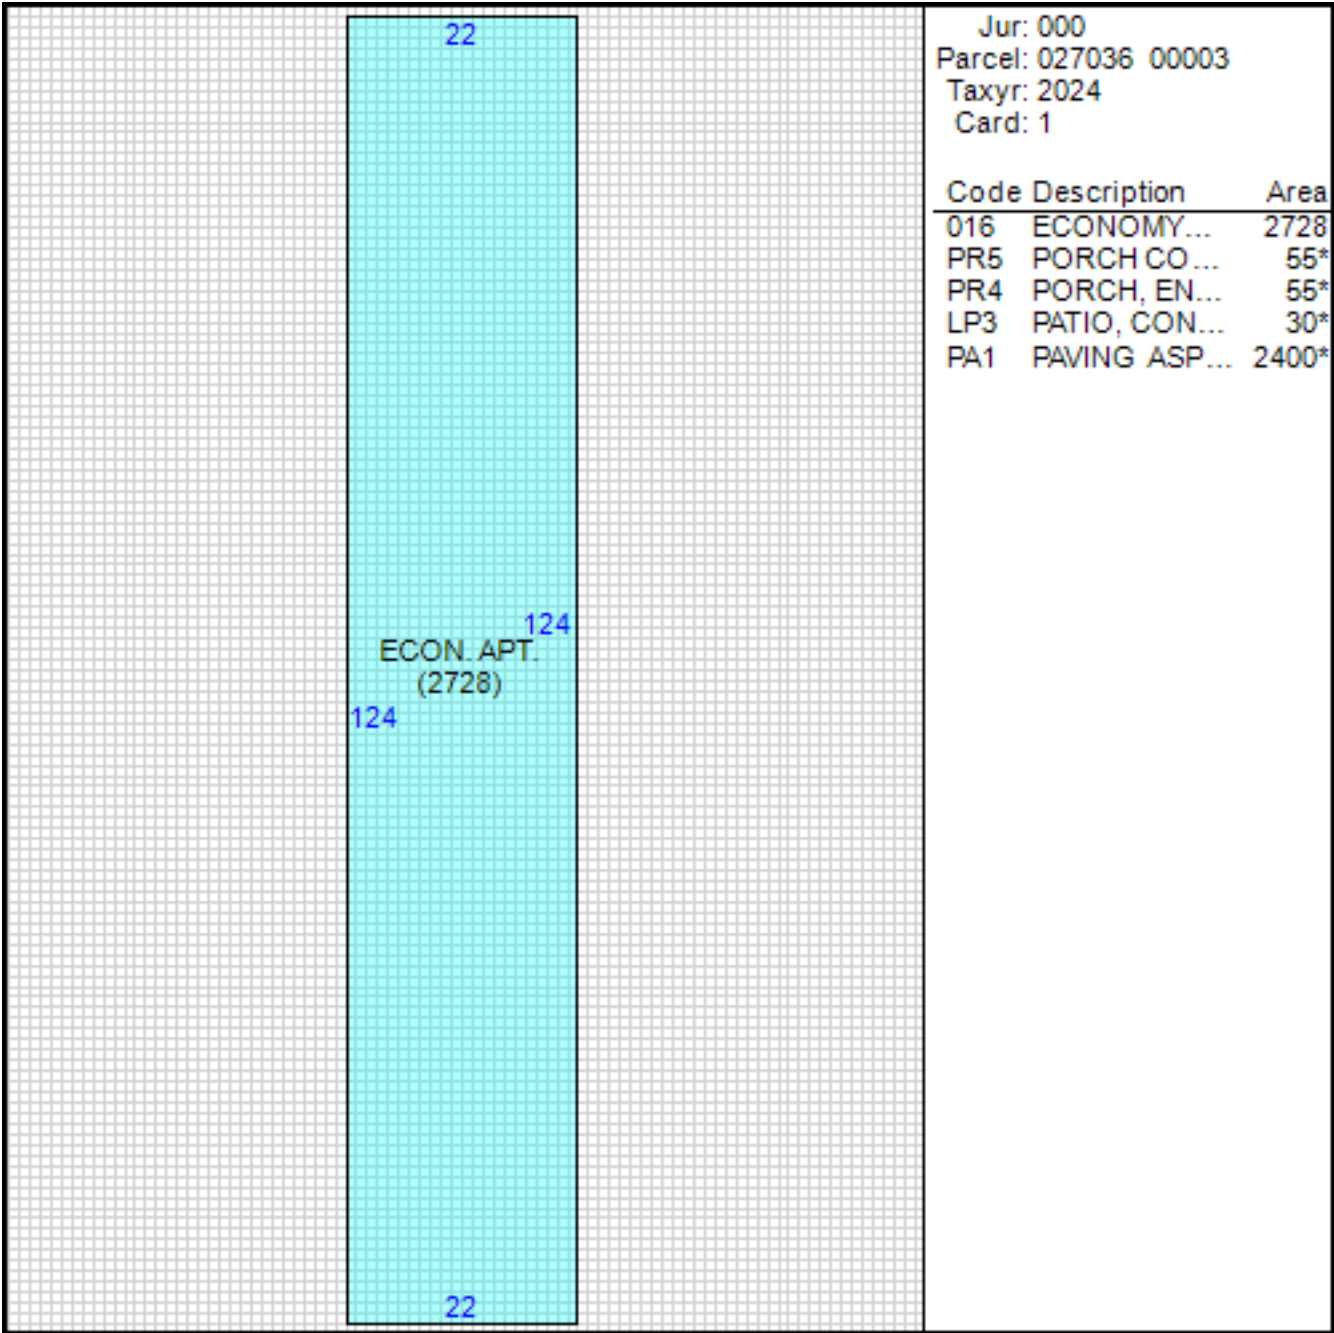 22
124
ECON. APT.
(2728)
124
22
Jur: 000
Parcel: 027036 00003
Taxyr: 2024
Card: 1
Code Description Area
016 ECONOMY... 2728
PR5 PORCH CO... 55*
PR4 PORCH, EN... 55*
LP3 PATIO, CON... 30*
PA1 PAVING ASP... 2400*